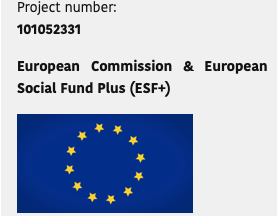 Project number:
101052331
European Commission & European
Social Fund Plus (ESF+)